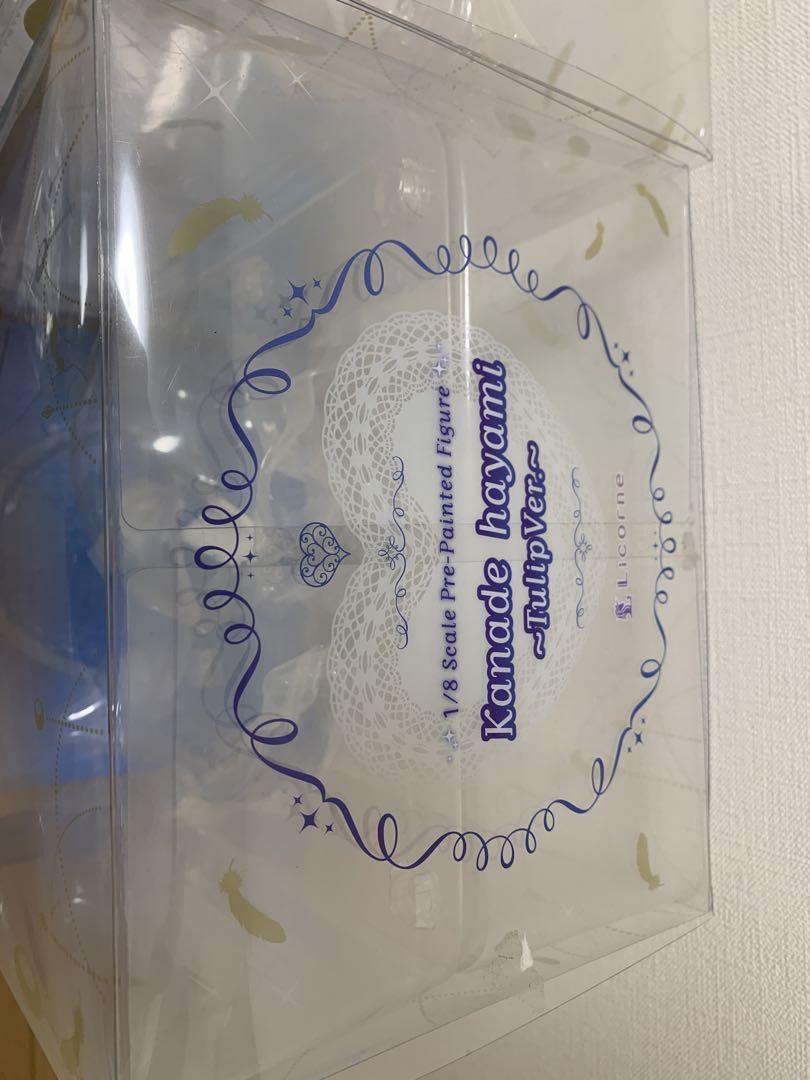 1/8 Scale Pre-Painted Figure
Kanade hayami
~TulipVer.~
Licorne